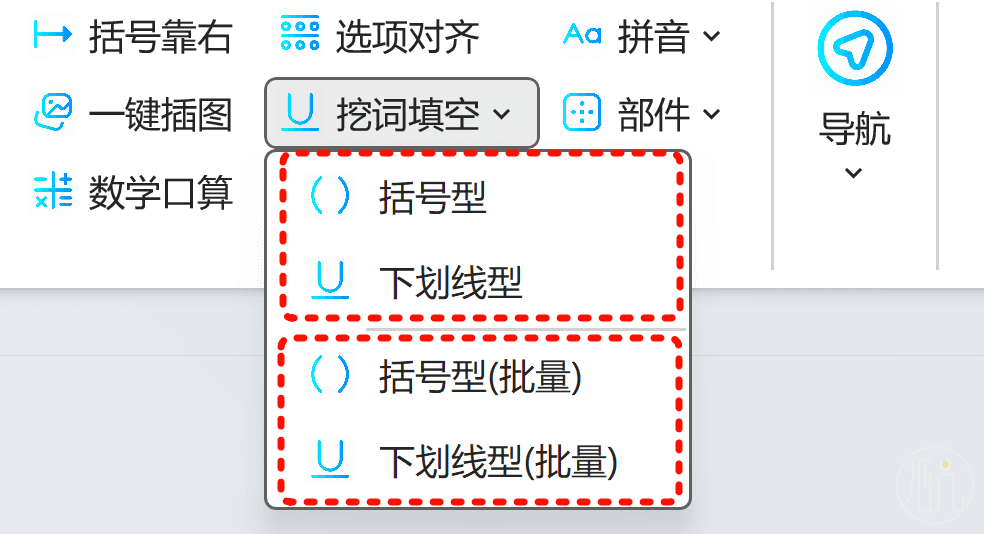 括号靠右
选项对齐
Aa 拼音
一键插图
U 挖词填空
部件
导航
数学口算
( ) 括号型
U 下划线型
( ) 括号型(批量)
U 下划线型(批量)